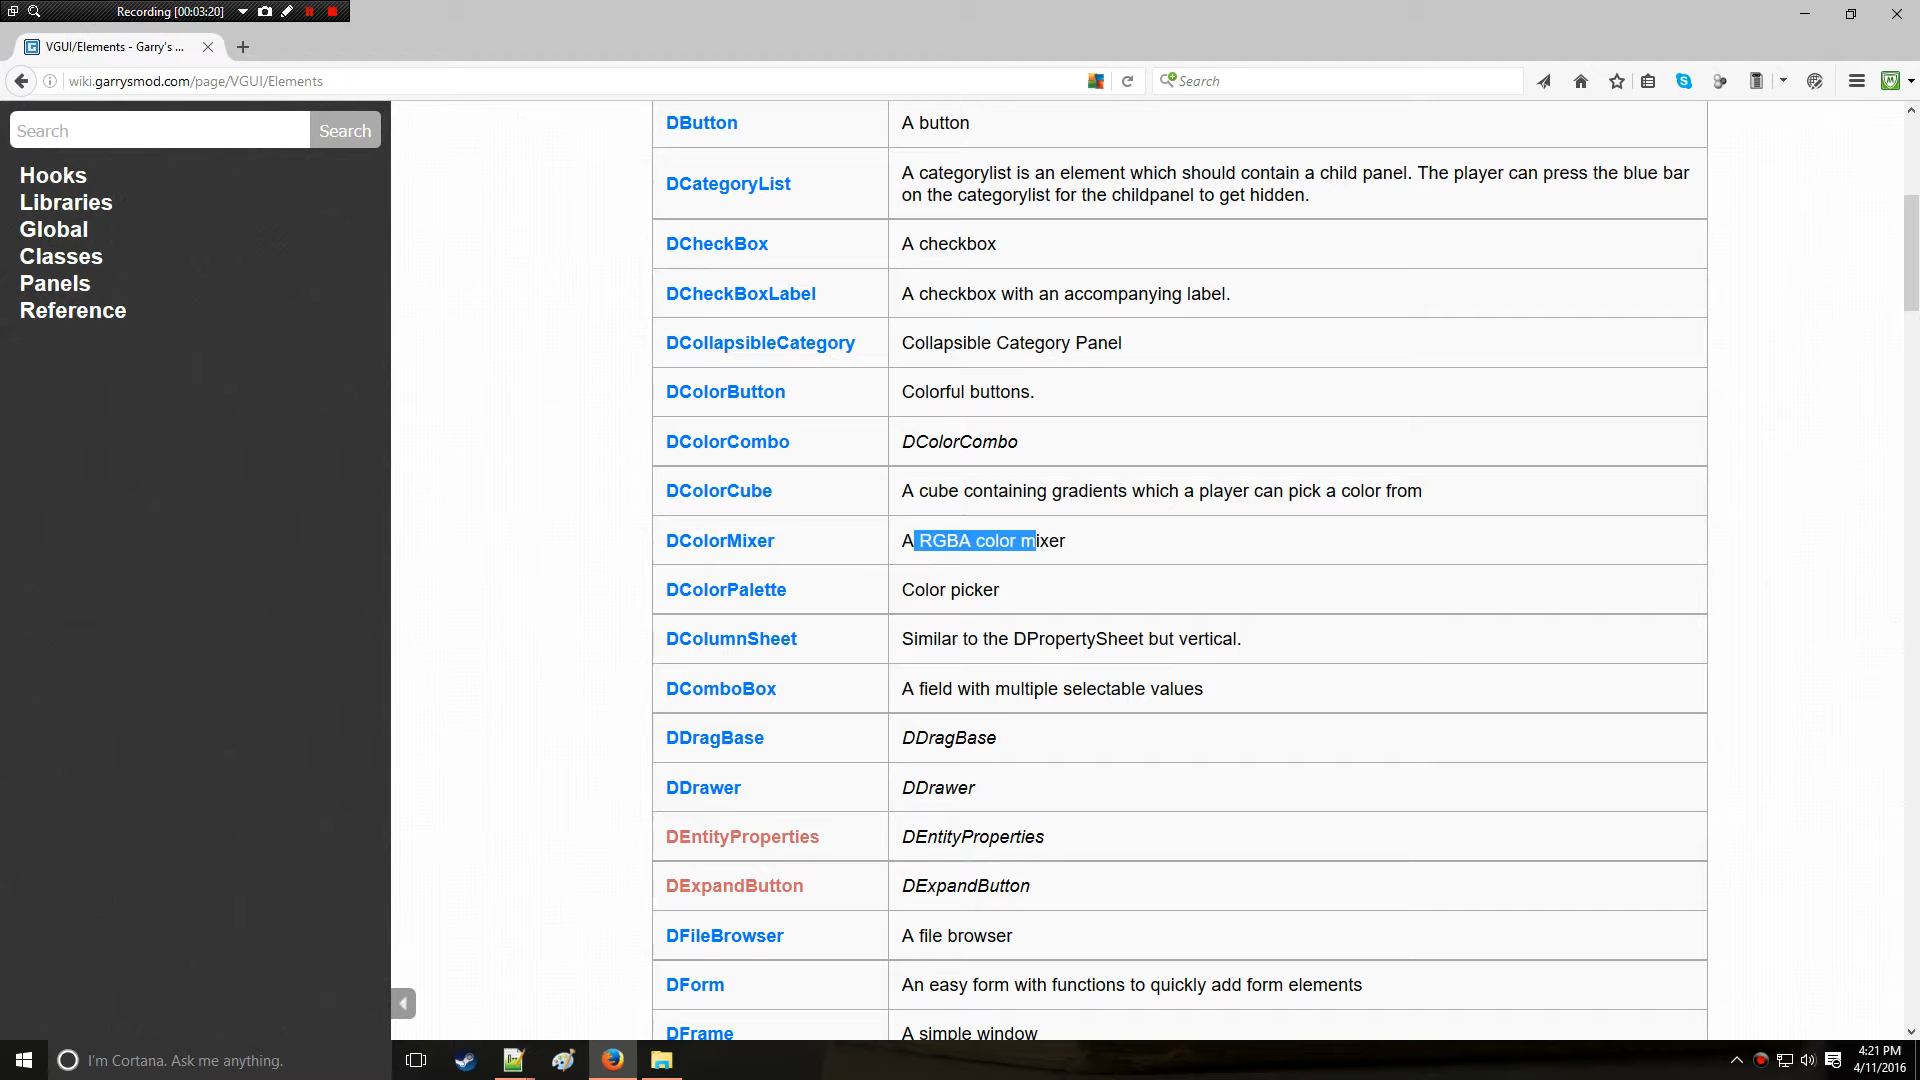 Recording [00:03:20]
VGUI/Elements - Garry's ...
wiki.garrysmod.com/page/VGUI/Elements
Search
Search
Search
Hooks
Libraries
Global
Classes
Panels
Reference
DButton
A button
DCategoryList
A categorylist is an element which should contain a child panel. The player can press the blue bar
on the categorylist for the childpanel to get hidden.
DCheckBox
A checkbox
DCheckBoxLabel
A checkbox with an accompanying label.
DCollapsibleCategory
Collapsible Category Panel
DColorButton
Colorful buttons.
DColorCombo
DColorCombo
DColorCube
A cube containing gradients which a player can pick a color from
DColorMixer
A RGBA color mixer
DColorPalette
Color picker
DColumnSheet
Similar to the DPropertySheet but vertical.
DComboBox
A field with multiple selectable values
DDragBase
DDragBase
DDrawer
DDrawer
DEntityProperties
DEntityProperties
DExpandButton
DExpandButton
DFileBrowser
A file browser
DForm
An easy form with functions to quickly add form elements
DFrame
A simple window
I'm Cortana. Ask me anything.
4:21 PM
4/11/2016